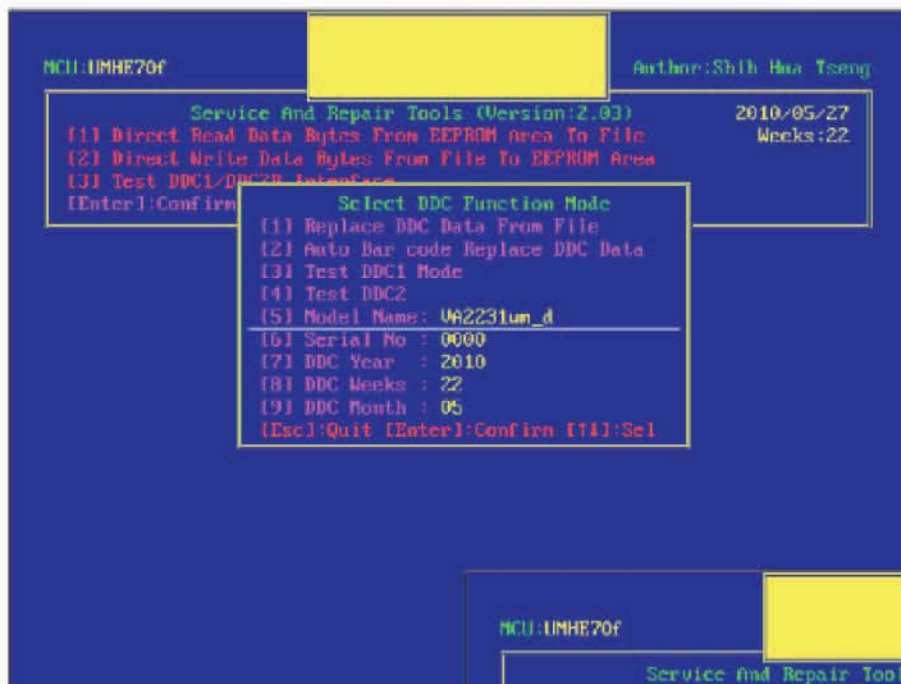 MCU:UMHE70f
Author:Shih Hua Tseng
Service And Repair Tools (Version:2.03) 2010/05/27
[1] Direct Read Data Bytes From EEPROM Area To File Weeks:22
[2] Direct Write Data Bytes From File To EEPROM Area
[3] Test DDC1/DDC2B Interface
[Enter]:Confirm
Select DDC Function Mode
[1] Replace DDC Data From File
[2] Auto Bar code Replace DDC Data
[3] Test DDC1 Mode
[4] Test DDC2
[5] Model Name: VA2231wm_d
[6] Serial No : 0000
[7] DDC Year : 2010
[8] DDC Weeks : 22
[9] DDC Month : 05
[Esc]:Quit [Enter]:Confirm [↑↓]:Sel
MCU:UMHE70f
Service And Repair Tool